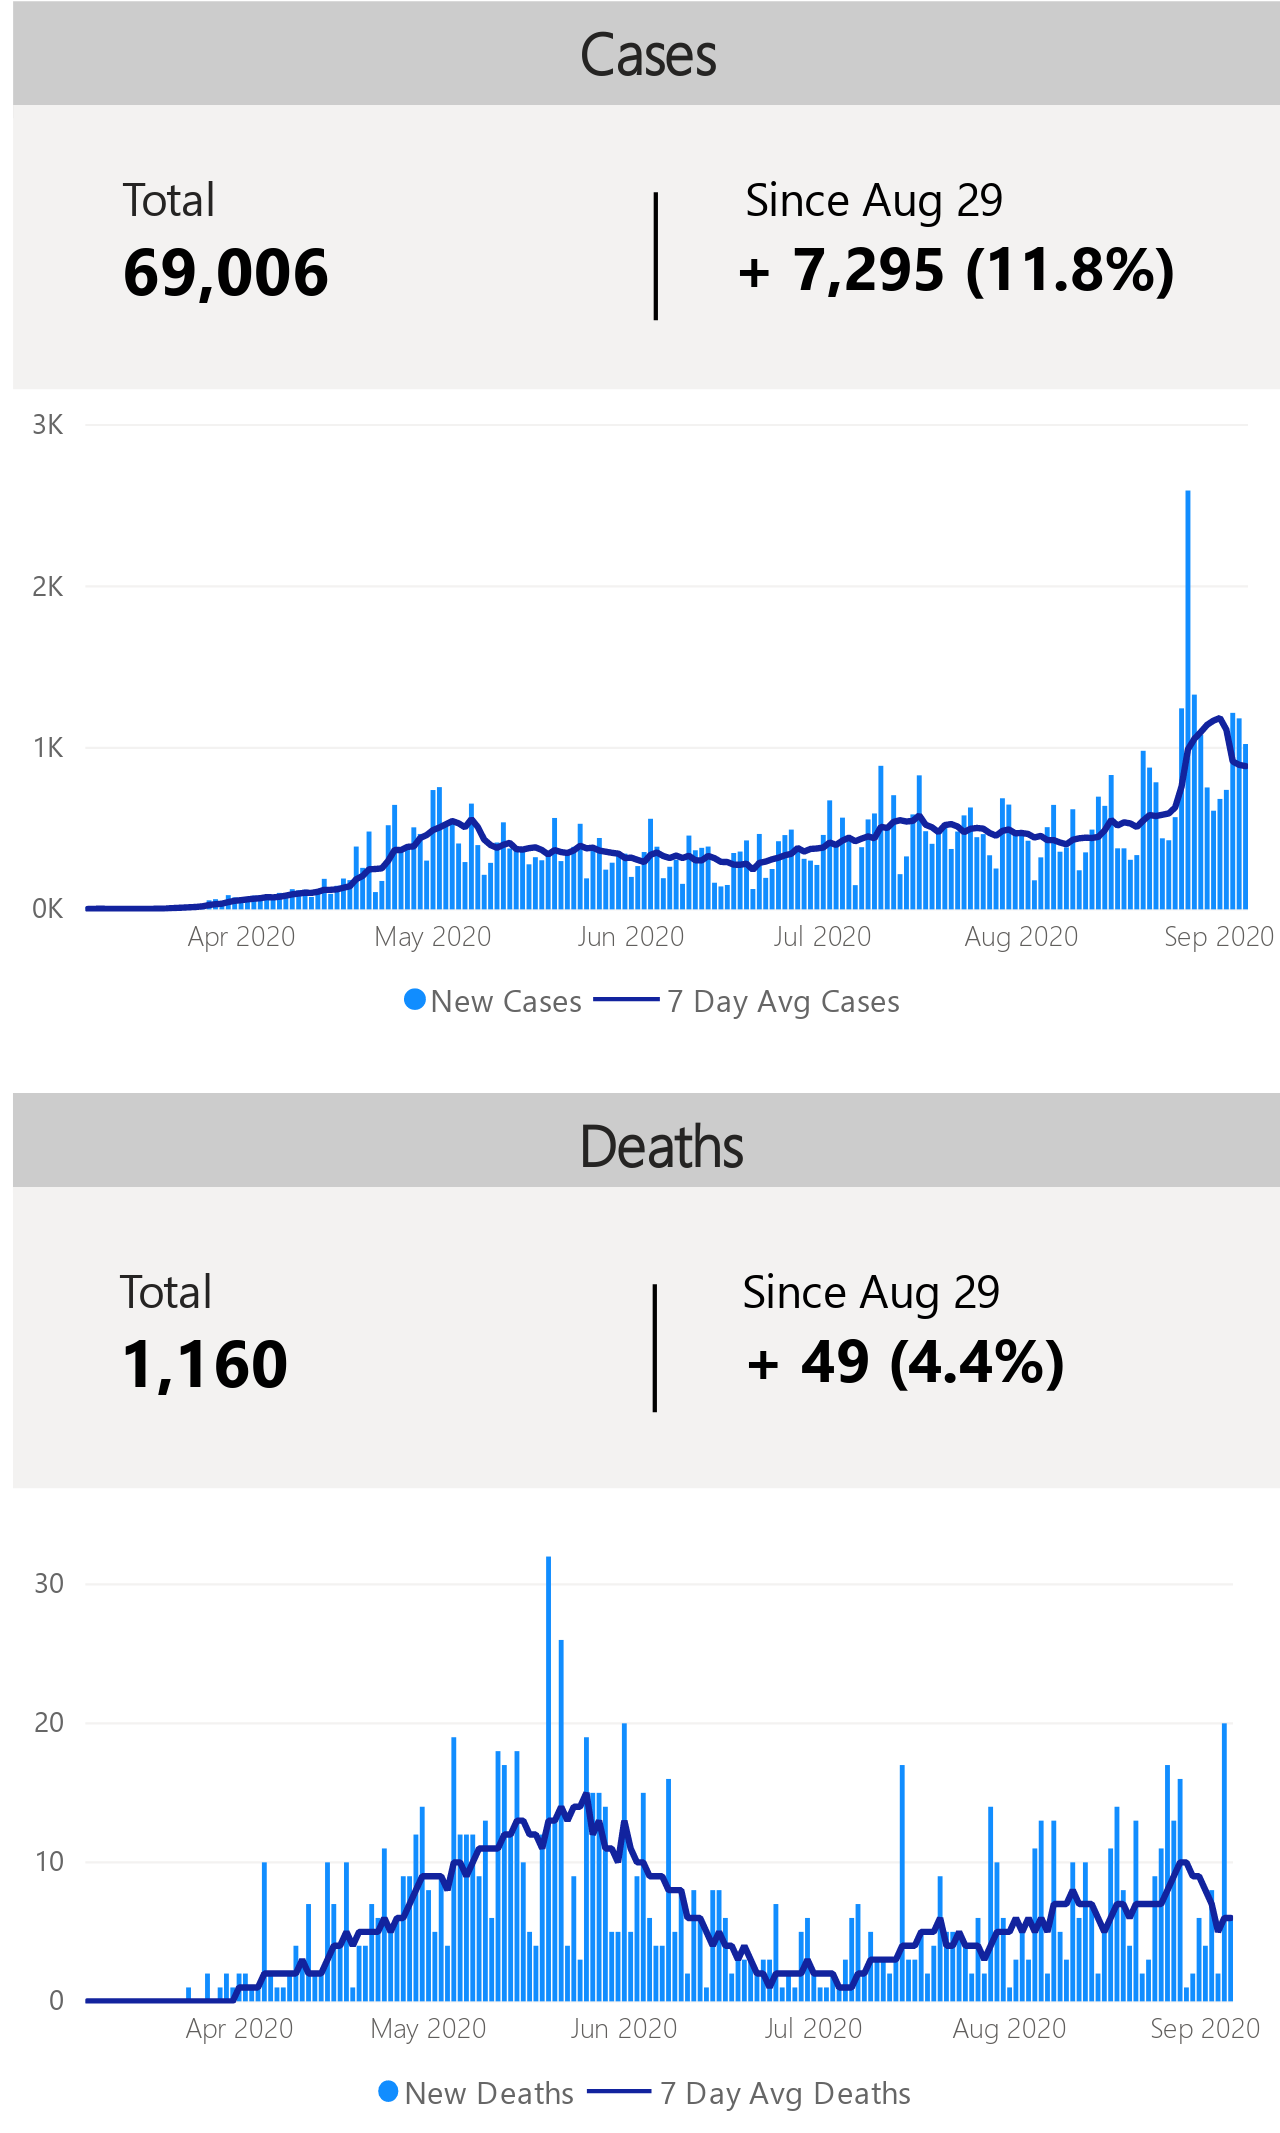 Cases
Total
Since Aug 29
69,006
+ 7,295 (11.8%)
3K
2K
1K
0K
Apr 2020
May 2020
Jun 2020
Jul 2020
Aug 2020
Sep 2020
New Cases
7 Day Avg Cases
Deaths
Total
Since Aug 29
1,160
+ 49 (4.4%)
30
20
10
0
Apr 2020
May 2020
Jun 2020
Jul 2020
Aug 2020
Sep 2020
New Deaths
7 Day Avg Deaths